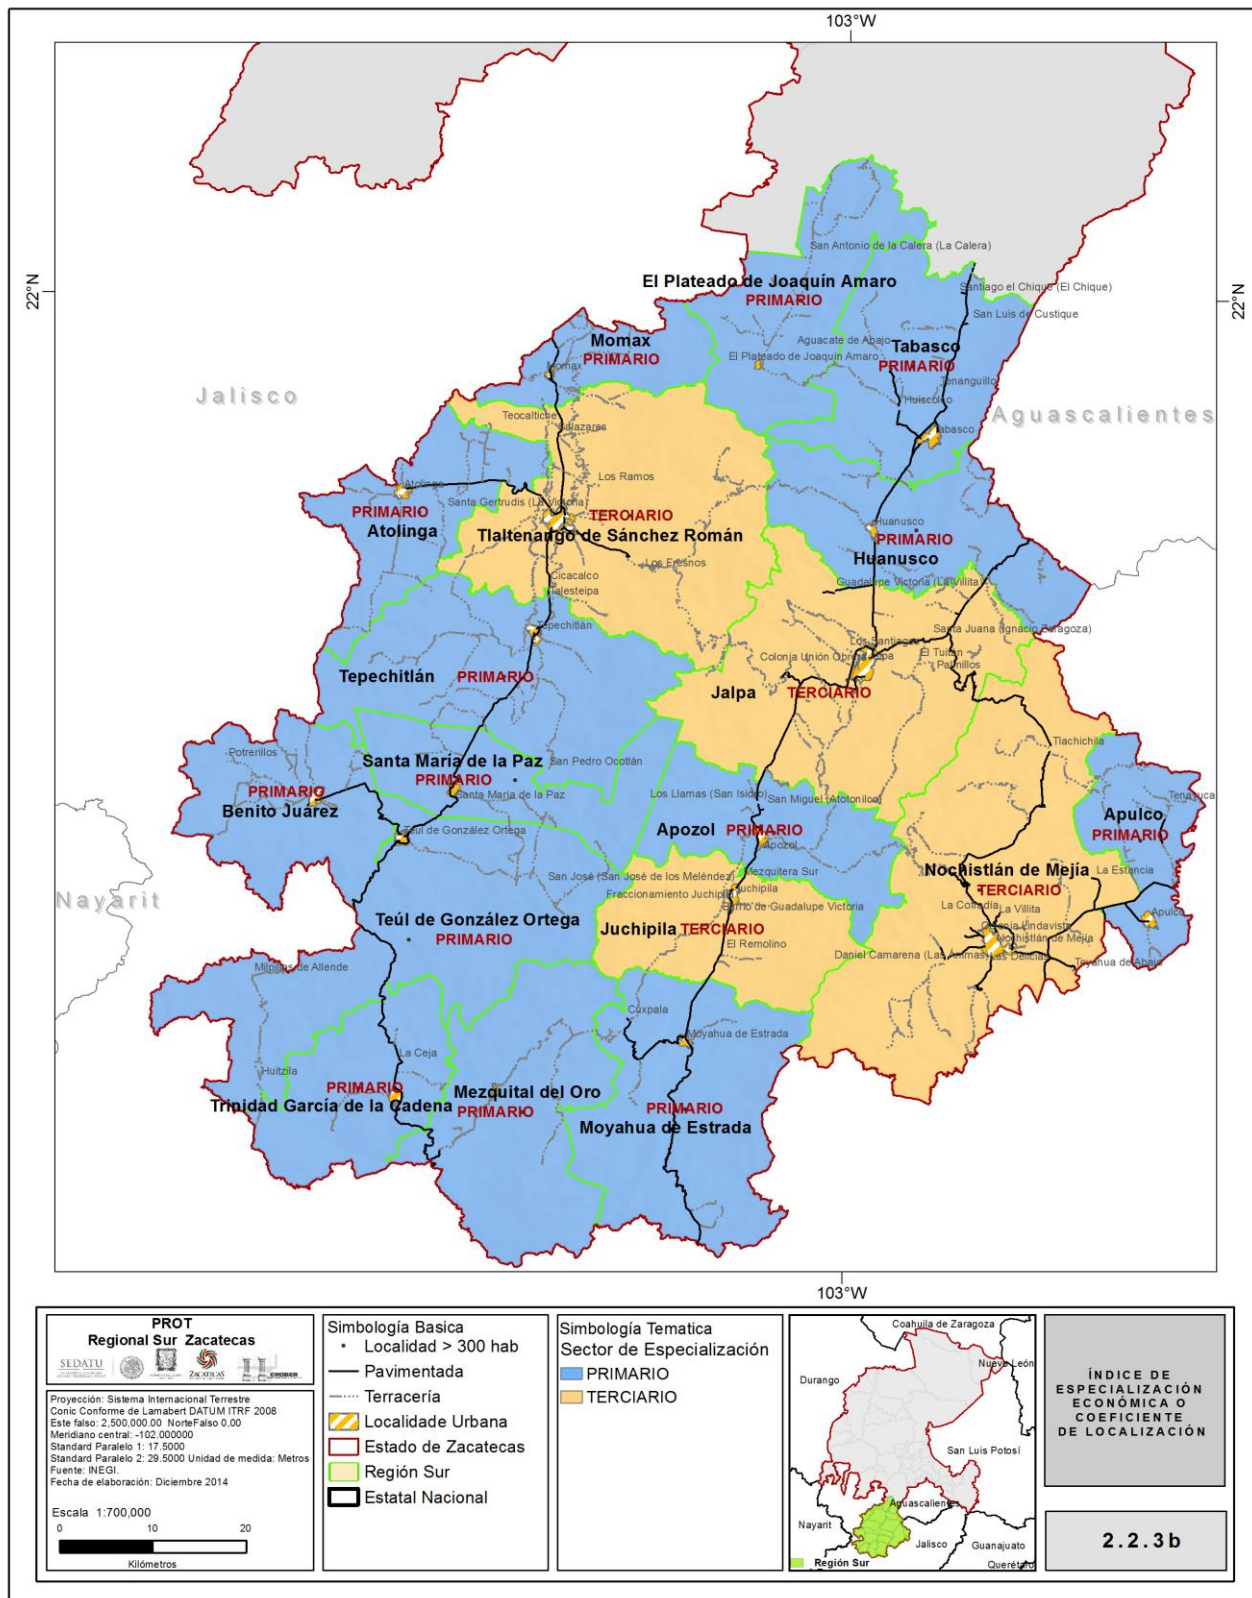 103°W
22°N
22°N
San Antonio de la Calera (La Calera)
El Plateado de Joaquín Amaro
PRIMARIO
Santiago el Chique (El Chique)
San Luis de Custique
Momax
PRIMARIO
Momax
Aguacate de Abajo
El Plateado de Joaquín Amaro
Tabasco
PRIMARIO
Tenanguillo
Huiscolco
Tabasco
Jalisco
Aguascalientes
Teocaltiche
Salazares
Los Ramos
Atolinga
PRIMARIO
Atolinga
Santa Gertrudis (La Victoria)
TERCIARIO
Tlaltenango de Sánchez Román
Huanusco
PRIMARIO
Huanusco
Los Fresnos
Cicacalco
Talesteipa
Guadalupe Victoria (La Villita)
Tepechitlán
Santa Juana (Ignacio Zaragoza)
Los Santiagos
Colonia Unión Obrera
El Tuitán
Palmillos
Tepechitlán
PRIMARIO
Jalpa
TERCIARIO
Tlachichila
Potrerillos
Santa María de la Paz
San Pedro Ocotlán
PRIMARIO
Santa María de la Paz
PRIMARIO
Benito Juárez
Los Llamas (San Isidro)
San Miguel (Atotonilco)
Tenayuca
Apulco
PRIMARIO
Teúl de González Ortega
Apozol
PRIMARIO
Apozol
Mezquitera Sur
San José (San José de los Meléndez)
Nochistlán de Mejía
La Estancia
TERCIARIO
Fraccionamiento Juchipila
Juchipila
Barrio de Guadalupe Victoria
La Cofradía
La Villita
Apulco
Nayarit
Teúl de González Ortega
PRIMARIO
Juchipila
TERCIARIO
El Remolino
Colonia Lindavista
Nochistlán de Mejía
Daniel Camarena (Las Ánimas)
Las Delicias
Toyahua de Abajo
Milpillas de Allende
Cuxpala
Moyahua de Estrada
La Ceja
Huitzila
PRIMARIO
Trinidad García de la Cadena
Mezquital del Oro
PRIMARIO
PRIMARIO
Moyahua de Estrada
103°W
PROT
Regional Sur Zacatecas
SEDATU
ZACATECAS
Proyección: Sistema Internacional Terrestre
Conic Conforme de Lamabert DATUM ITRF 2008
Este falso: 2,500,000.00 NorteFalso 0,00
Meridiano central: -102.000000
Standard Paralelo 1: 17.5000
Standard Paralelo 2: 29.5000 Unidad de medida: Metros
Fuente: INEGI.
Fecha de elaboración: Diciembre 2014
Escala 1:700,000
0 10 20
Kilómetros
Simbología Basica
Localidad > 300 hab
Pavimentada
Terracería
Localidade Urbana
Estado de Zacatecas
Región Sur
Estatal Nacional
Simbología Tematica
Sector de Especialización
PRIMARIO
TERCIARIO
Coahuila de Zaragoza
Nuevo León
Durango
San Luis Potosí
Aguascalientes
Nayarit
Jalisco
Guanajuato
Querétaro
Región Sur
ÍNDICE DE
ESPECIALIZACIÓN
ECONÓMICA O
COEFICIENTE
DE LOCALIZACIÓN
2.2.3b